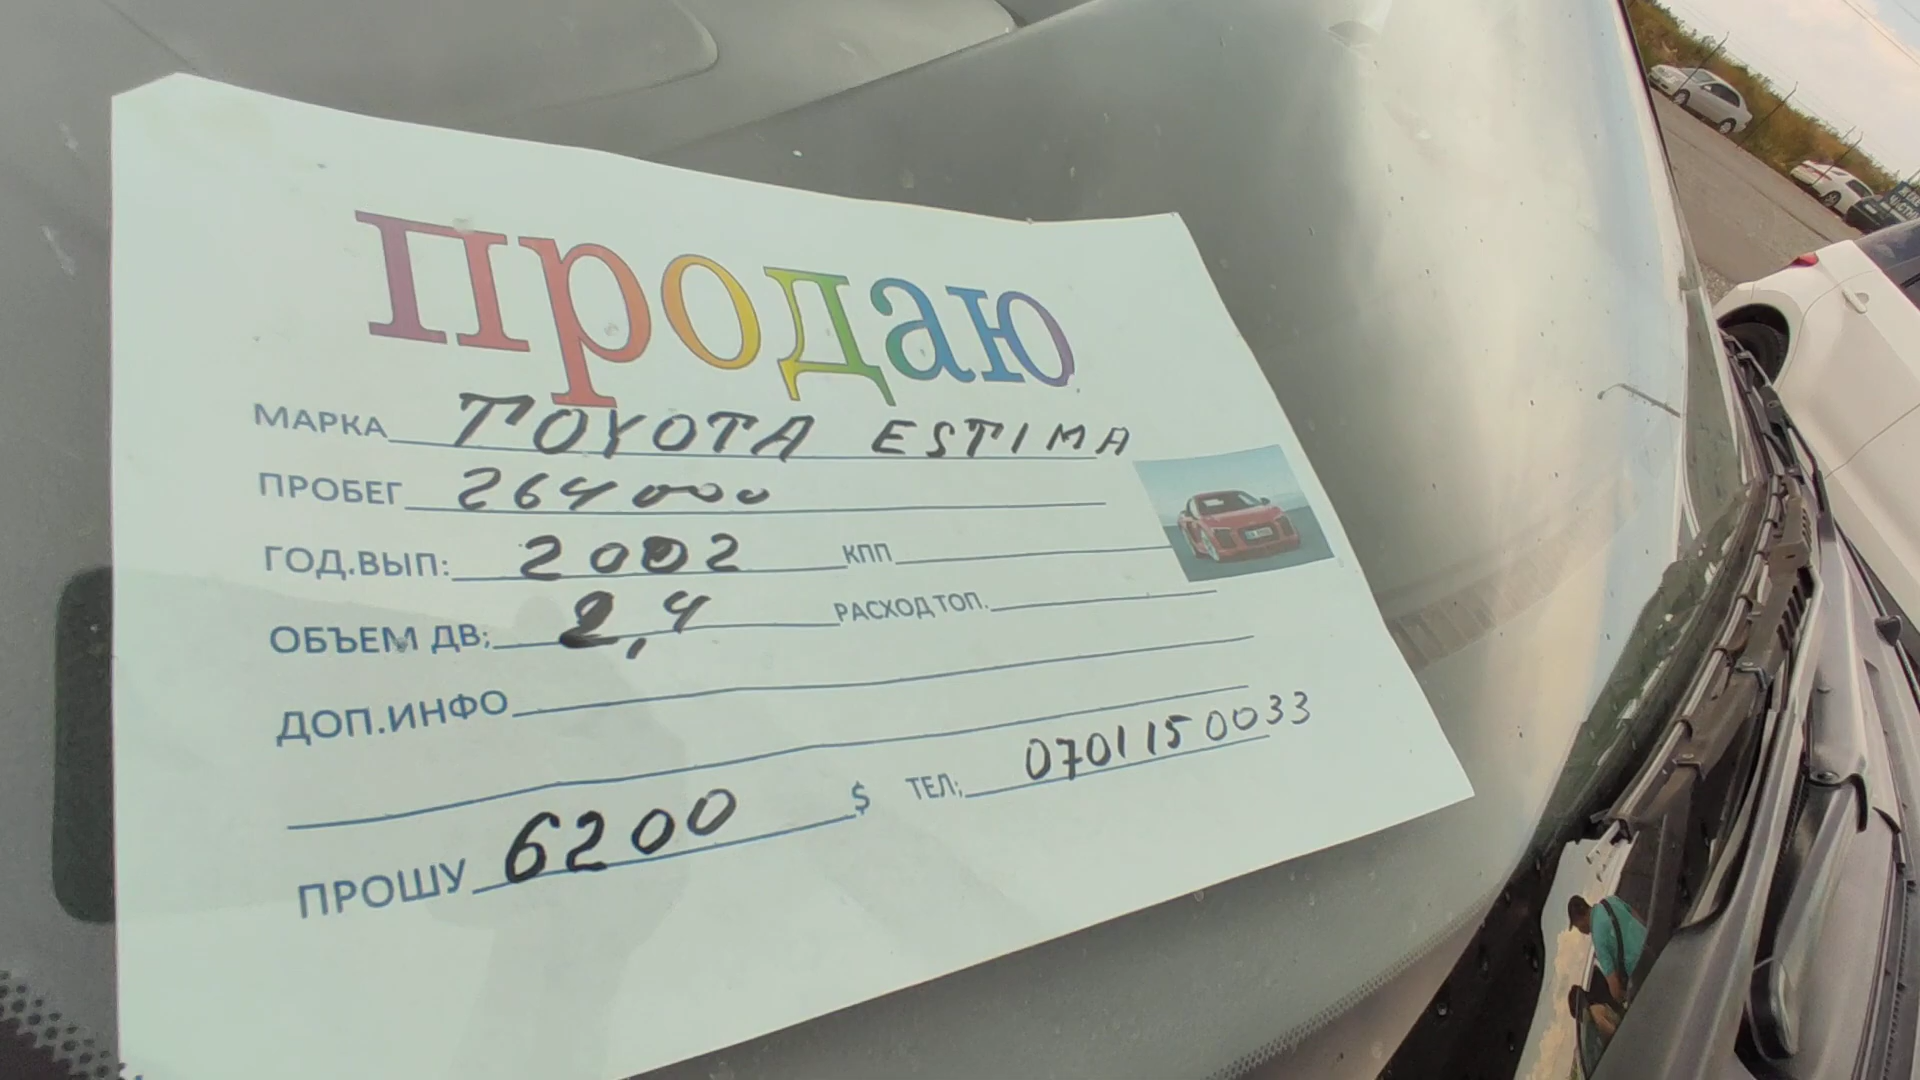 продаю
МАРКА TOYOTA ESTIMA
ПРОБЕГ 264000
ГОД.ВЫП: 2002 КПП
ОБЪЕМ ДВ; 2,4 РАСХОД ТОП.
ДОП.ИНФО
ПРОШУ 6200 $ ТЕЛ; 0701150033